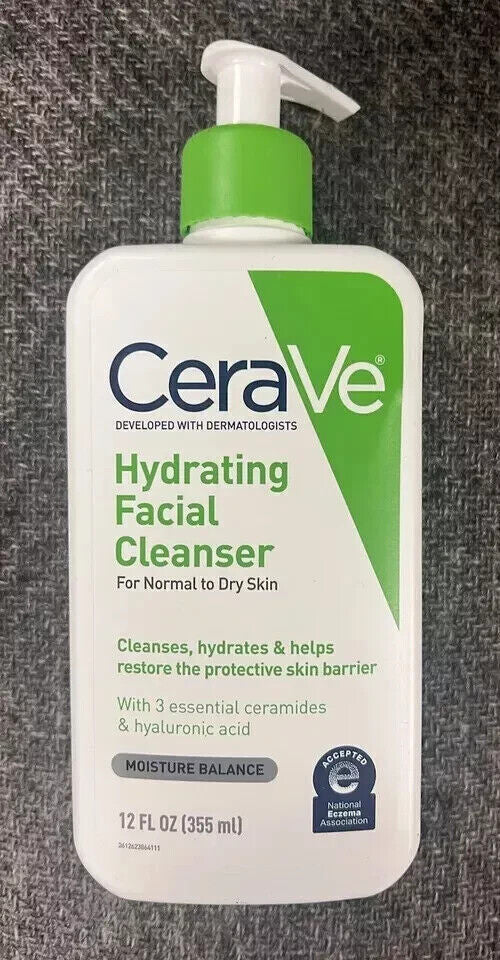 CeraVe®
DEVELOPED WITH DERMATOLOGISTS
Hydrating
Facial
Cleanser
For Normal to Dry Skin
Cleanses, hydrates & helps
restore the protective skin barrier
With 3 essential ceramides
& hyaluronic acid
MOISTURE BALANCE
ACCEPTED
National
Eczema
Association
12 FL OZ (355 ml)